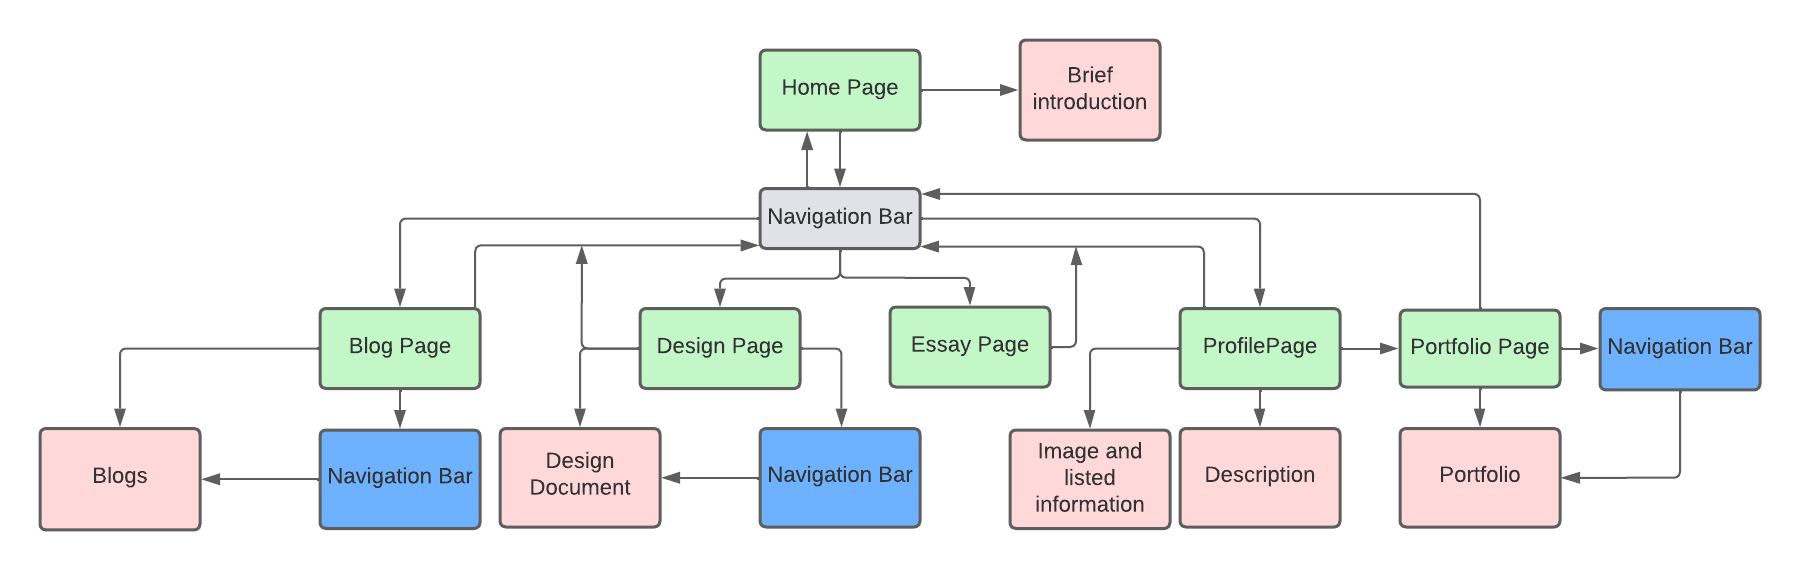 Home Page
Brief
introduction
Navigation Bar
Blog Page
Design Page
Essay Page
ProfilePage
Portfolio Page
Navigation Bar
Blogs
Navigation Bar
Design
Document
Navigation Bar
Image and
listed
information
Description
Portfolio